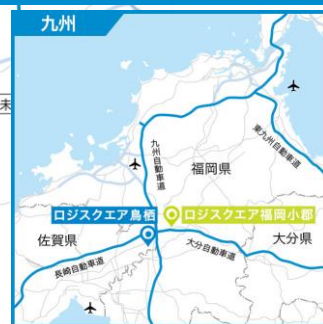 九州
未
東九州自動車道
九州自動車道
福岡県
ロジスクエア鳥栖
ロジスクエア福岡小郡
佐賀県
大分県
大分自動車道
長崎自動車道